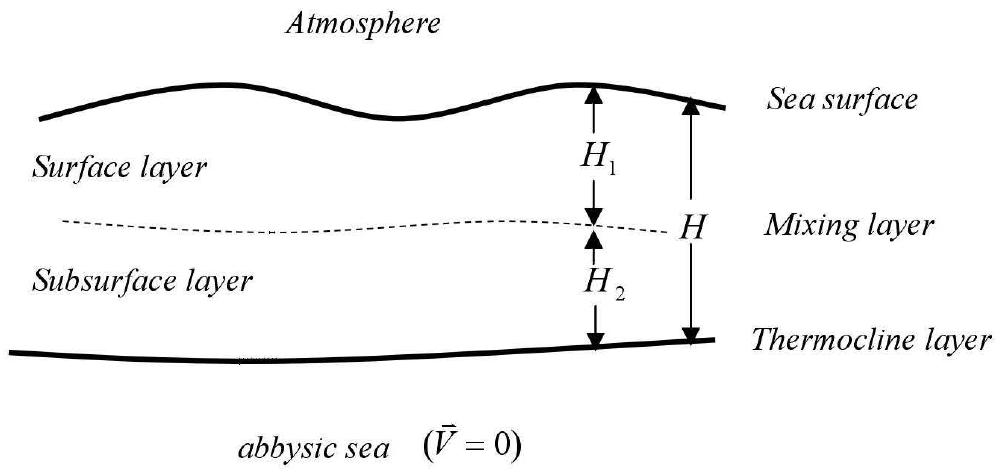 Atmosphere
Sea surface
Surface layer
H₁
H
Mixing layer
Subsurface layer
H₂
Thermocline layer
abbysic sea (V⃗ = 0)